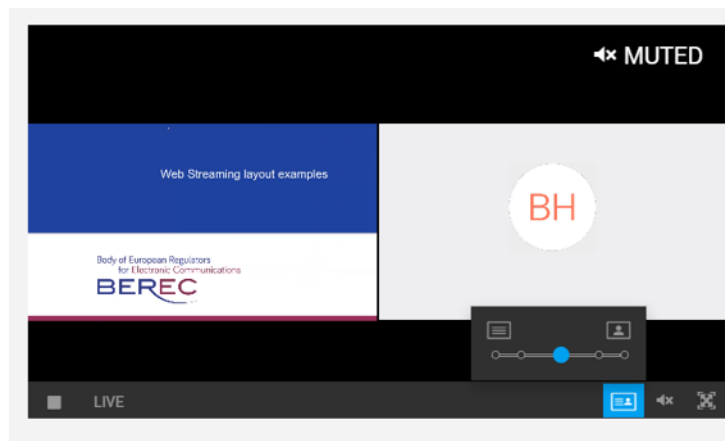 MUTED
Web Streaming layout examples
BH
Body of European Regulators
for Electronic Communications
BEREC
LIVE